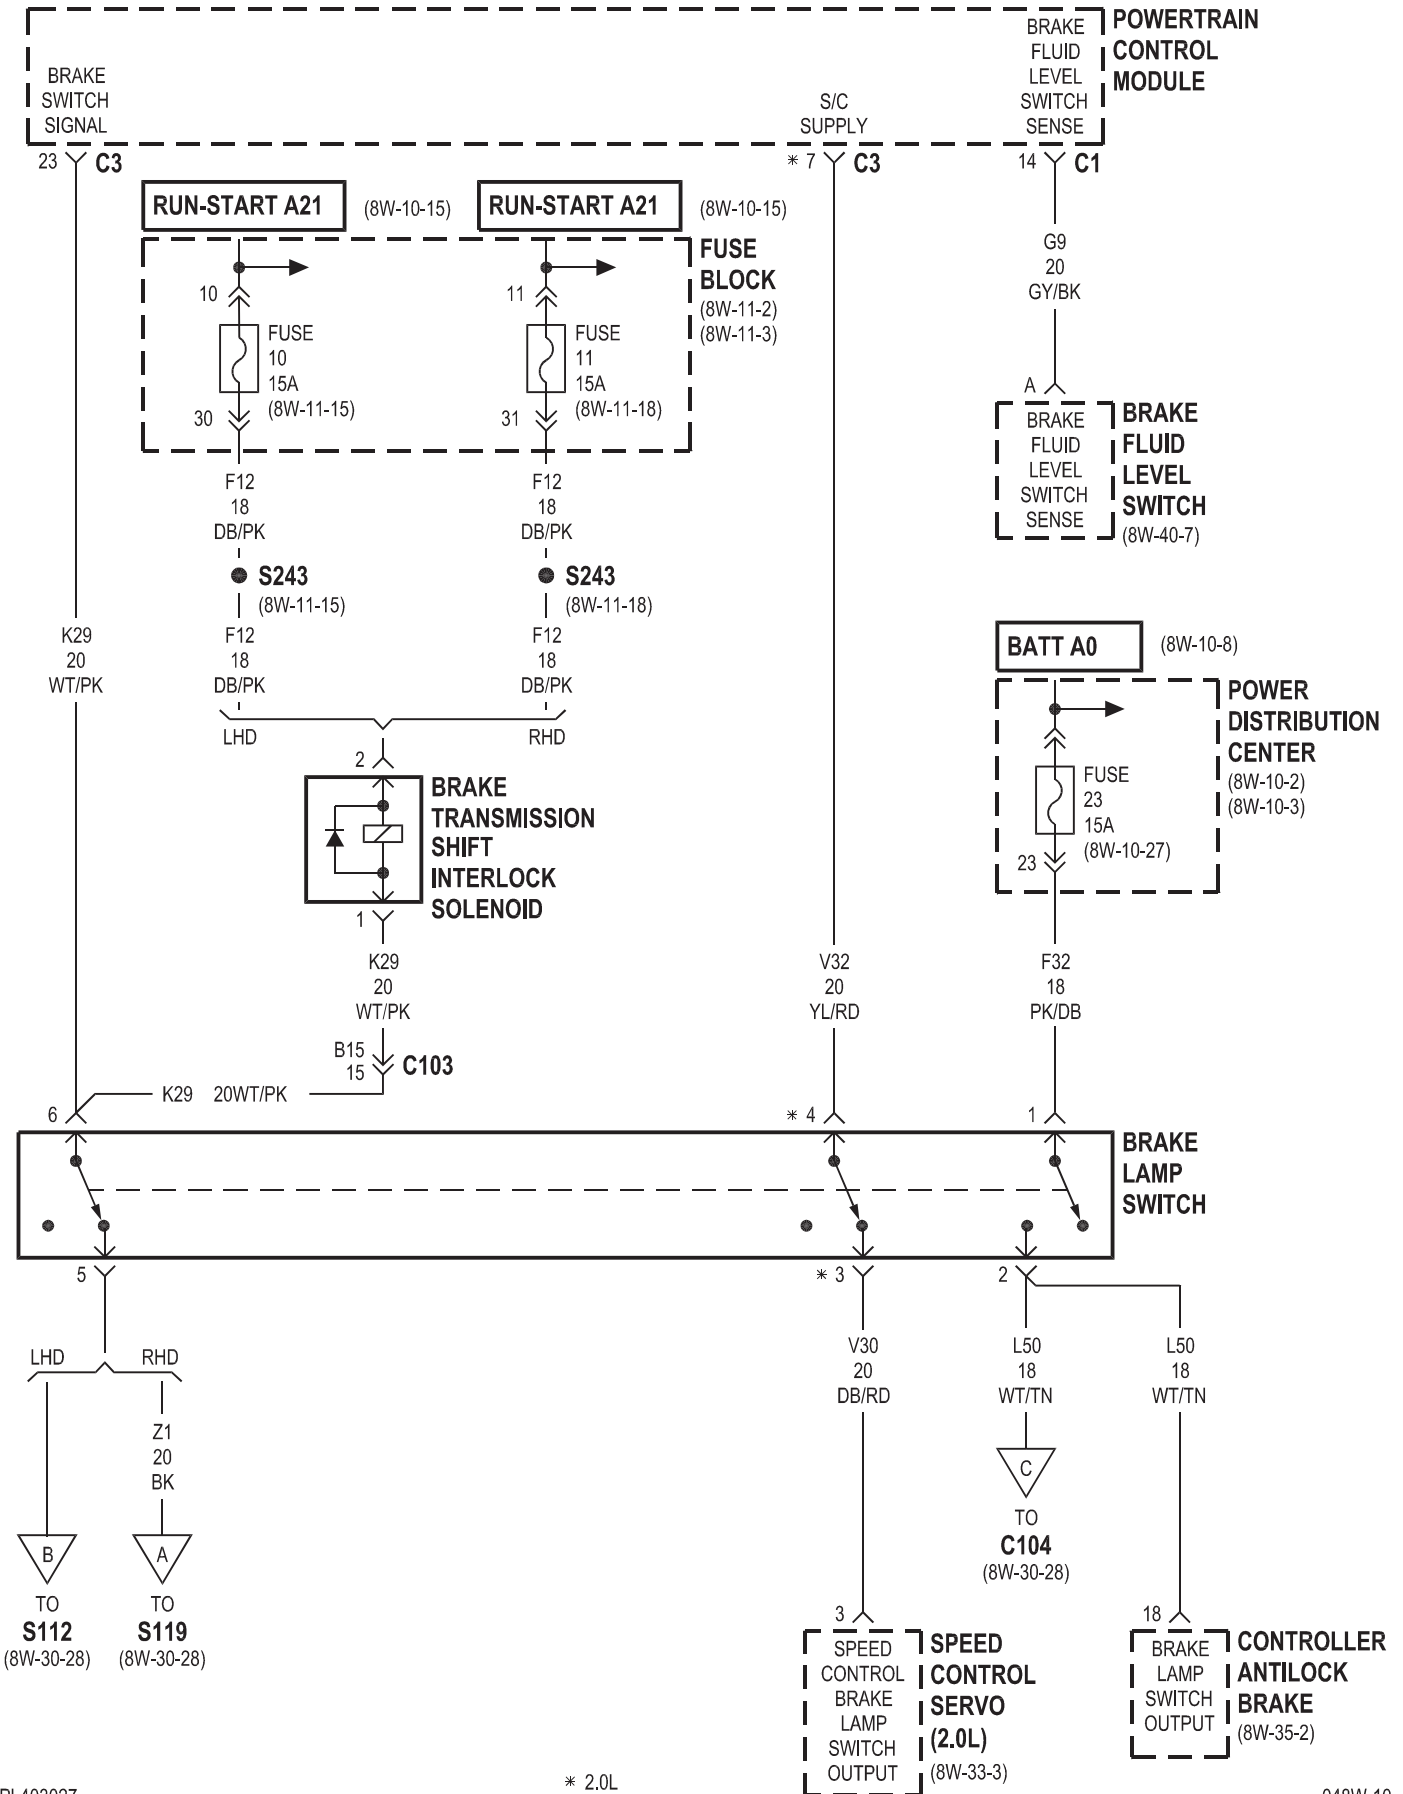 POWERTRAIN
CONTROL
MODULE
BRAKE
SWITCH
SIGNAL
S/C
SUPPLY
BRAKE
FLUID
LEVEL
SWITCH
SENSE
23 C3
* 7 C3
14 C1
RUN-START A21 (8W-10-15)
RUN-START A21 (8W-10-15)
FUSE
BLOCK
(8W-11-2)
(8W-11-3)
10
FUSE
10
15A
(8W-11-15)
30
11
FUSE
11
15A
(8W-11-18)
31
G9
20
GY/BK
A
BRAKE
FLUID
LEVEL
SWITCH
SENSE
BRAKE
FLUID
LEVEL
SWITCH
(8W-40-7)
F12
18
DB/PK
S243
(8W-11-15)
F12
18
DB/PK
LHD
F12
18
DB/PK
S243
(8W-11-18)
F12
18
DB/PK
RHD
K29
20
WT/PK
BATT A0 (8W-10-8)
POWER
DISTRIBUTION
CENTER
(8W-10-2)
(8W-10-3)
FUSE
23
15A
(8W-10-27)
23
2
BRAKE
TRANSMISSION
SHIFT
INTERLOCK
SOLENOID
1
K29
20
WT/PK
B15
15
C103
K29 20WT/PK
V32
20
YL/RD
F32
18
PK/DB
6
* 4
1
BRAKE
LAMP
SWITCH
5
* 3
2
LHD
RHD
Z1
20
BK
B
TO
S112
(8W-30-28)
A
TO
S119
(8W-30-28)
V30
20
DB/RD
L50
18
WT/TN
L50
18
WT/TN
C
TO
C104
(8W-30-28)
3
SPEED
CONTROL
BRAKE
LAMP
SWITCH
OUTPUT
SPEED
CONTROL
SERVO
(2.0L)
(8W-33-3)
18
BRAKE
LAMP
SWITCH
OUTPUT
CONTROLLER
ANTILOCK
BRAKE
(8W-35-2)
* 2.0L